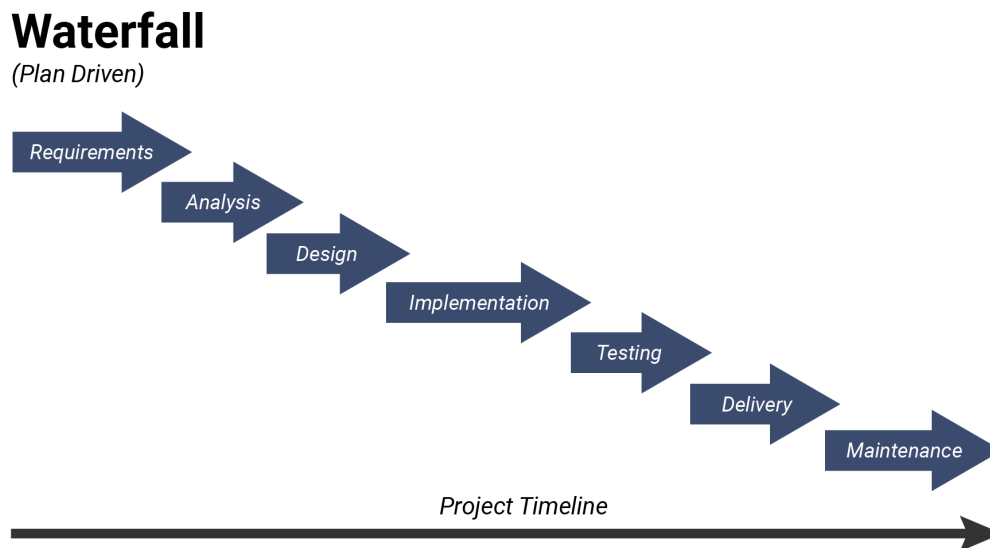 Waterfall
(Plan Driven)
Requirements
Analysis
Design
Implementation
Testing
Delivery
Maintenance
Project Timeline